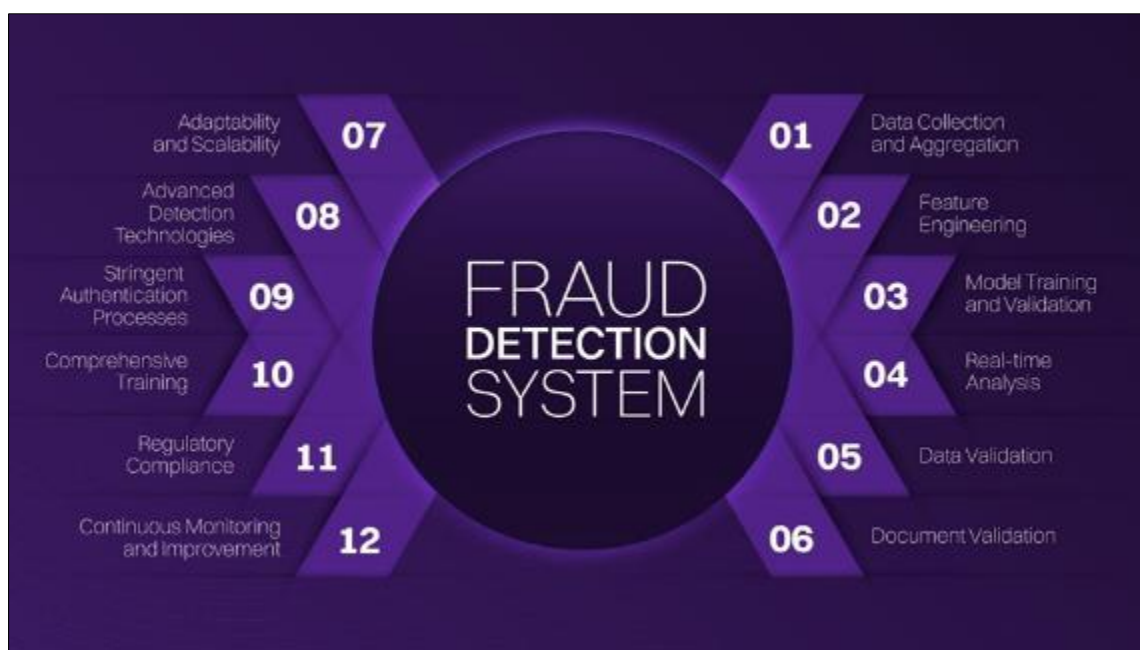 FRAUD
DETECTION
SYSTEM
01
Data Collection
and Aggregation
02
Feature
Engineering
03
Model Training
and Validation
04
Real-time
Analysis
05
Data Validation
06
Document Validation
07
Adaptability
and Scalability
08
Advanced
Detection
Technologies
09
Stringent
Authentication
Processes
10
Comprehensive
Training
11
Regulatory
Compliance
12
Continuous Monitoring
and Improvement